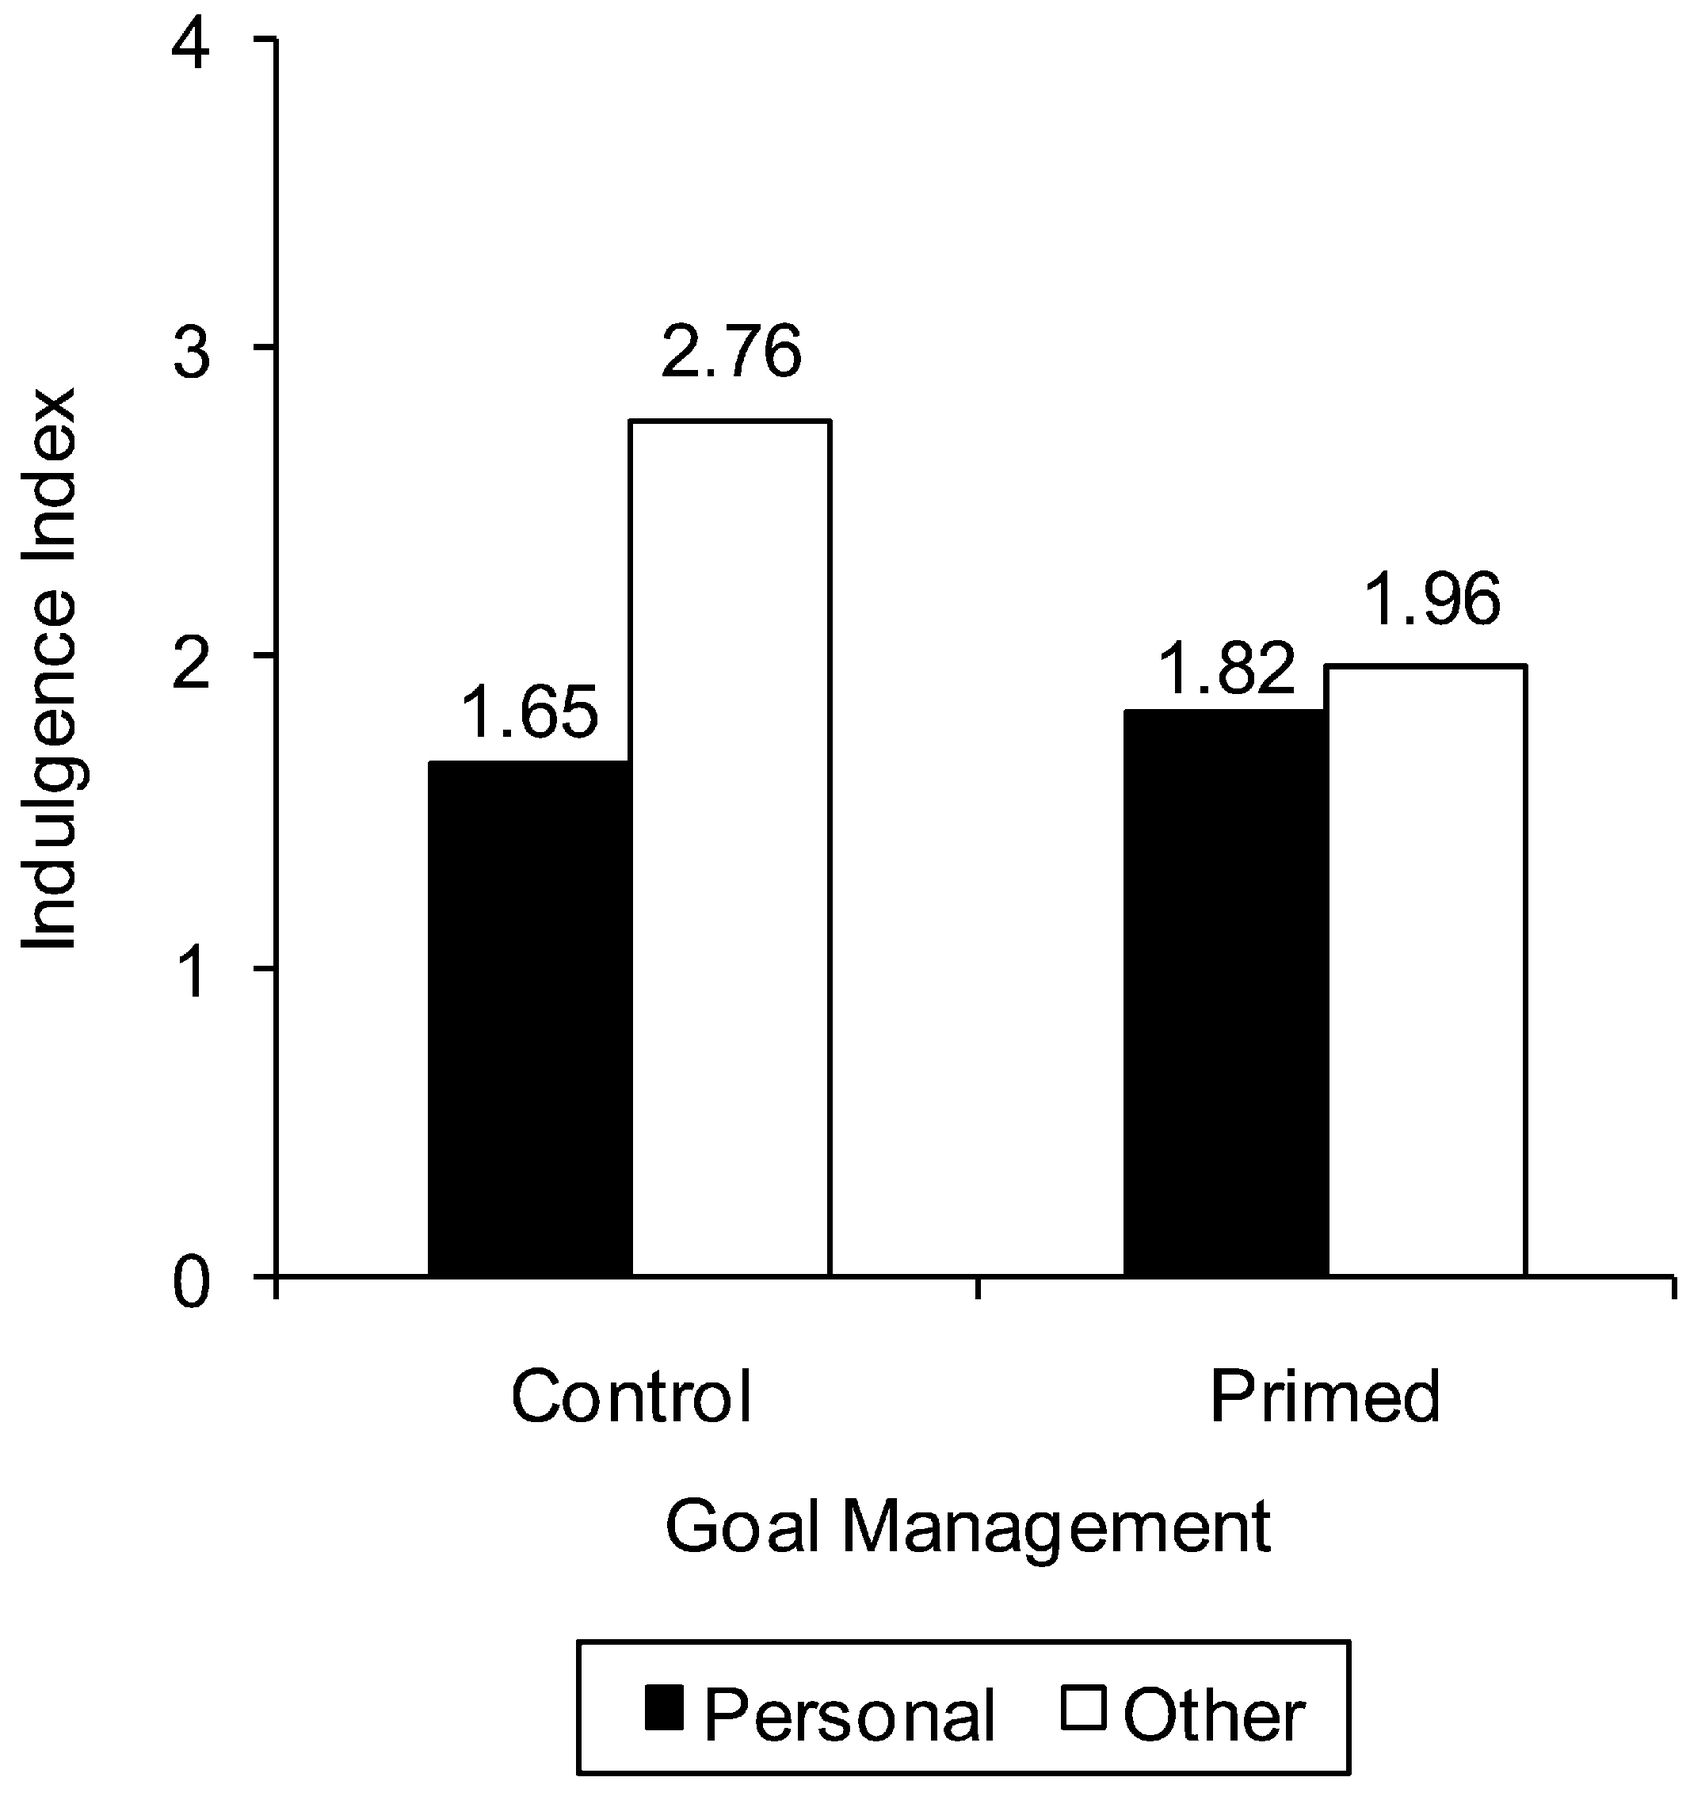 4
3
2
1
0
Indulgence Index
1.65
2.76
1.82
1.96
Control
Primed
Goal Management
Personal
Other